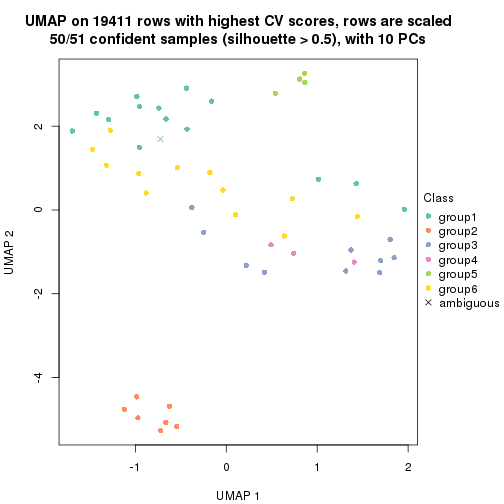 UMAP on 19411 rows with highest CV scores, rows are scaled
50/51 confident samples (silhouette > 0.5), with 10 PCs
2
0
-2
-4
UMAP 2
-1
0
1
2
UMAP 1
Class
group1
group2
group3
group4
group5
group6
ambiguous